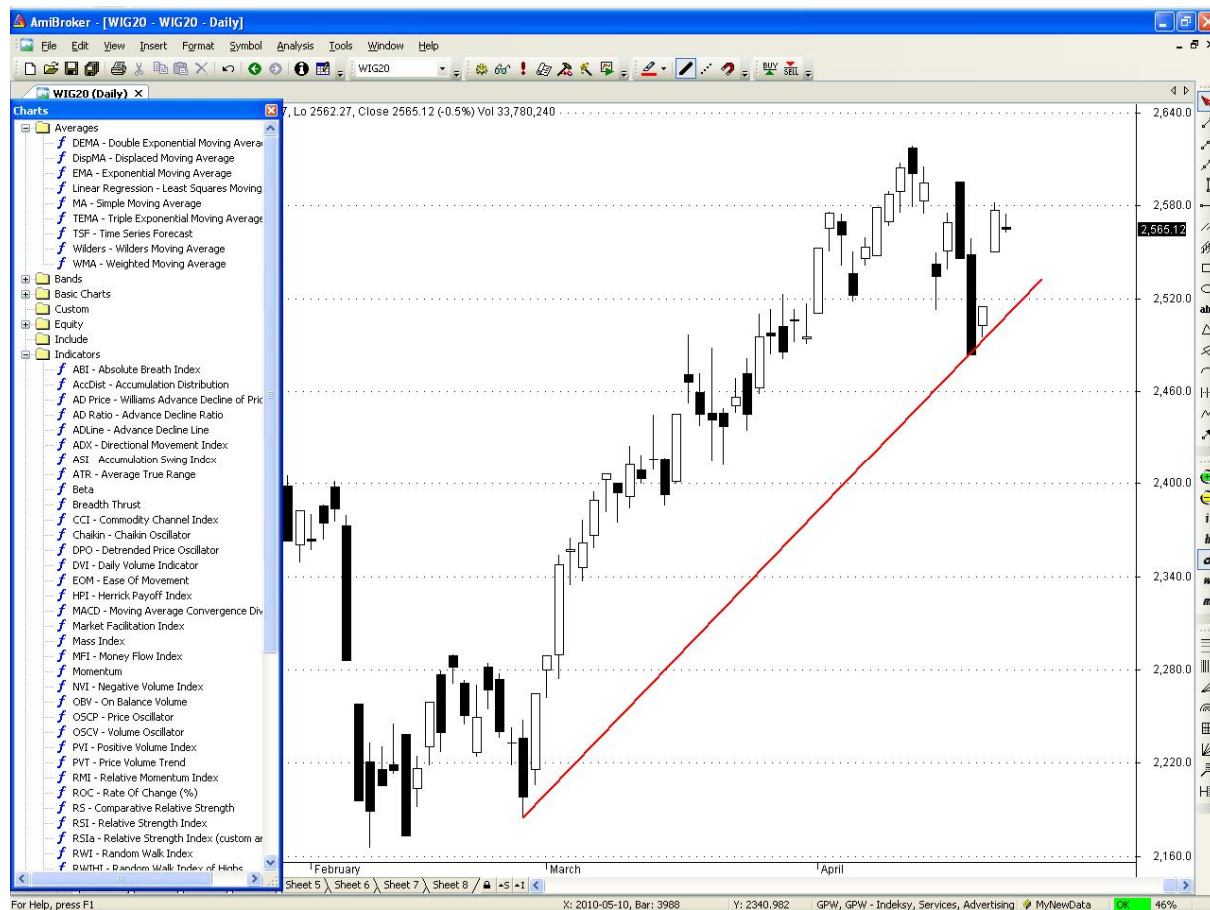 AmiBroker - [WIG20 - WIG20 - Daily]
File Edit View Insert Format Symbol Analysis Tools Window Help
WIG20
BUY SELL
WIG20 (Daily) X
Charts
7, Lo 2562.27, Close 2565.12 (-0.5%) Vol 33,780,240
Averages
DEMA - Double Exponential Moving Avera
DispMA - Displaced Moving Average
EMA - Exponential Moving Average
Linear Regression - Least Squares Moving
MA - Simple Moving Average
TEMA - Triple Exponential Moving Average
TSF - Time Series Forecast
Wilders - Wilders Moving Average
WMA - Weighted Moving Average
Bands
Basic Charts
Custom
Equity
Include
Indicators
ABI - Absolute Breath Index
AccDist - Accumulation Distribution
AD Price - Williams Advance Decline of Pric
AD Ratio - Advance Decline Ratio
ADLine - Advance Decline Line
ADX - Directional Movement Index
ASI - Accumulation Swing Index
ATR - Average True Range
Beta
Breadth Thrust
CCI - Commodity Channel Index
Chaikin - Chaikin Oscillator
DPO - Detrended Price Oscillator
DVI - Daily Volume Indicator
EOM - Ease Of Movement
HPI - Herrick Payoff Index
MACD - Moving Average Convergence Div
Market Facilitation Index
Mass Index
MFI - Money Flow Index
Momentum
NVI - Negative Volume Index
OBV - On Balance Volume
OSCP - Price Oscillator
OSCV - Volume Oscillator
PVI - Positive Volume Index
PVT - Price Volume Trend
RMI - Relative Momentum Index
ROC - Rate Of Change (%)
RS - Comparative Relative Strength
RSI - Relative Strength Index
RSIa - Relative Strength Index (custom ar
RWI - Random Walk Index
RWIHI - Random Walk Index of Highs
2,640.0
2,580.0
2,565.12
2,520.0
2,460.0
2,400.0
2,340.0
2,280.0
2,220.0
2,160.0
February March April
Sheet 5 Sheet 6 Sheet 7 Sheet 8
For Help, press F1 X: 2010-05-10, Bar: 3988 Y: 2340.982 GPW, GPW - Indeksy, Services, Advertising MyNewData OK 46%